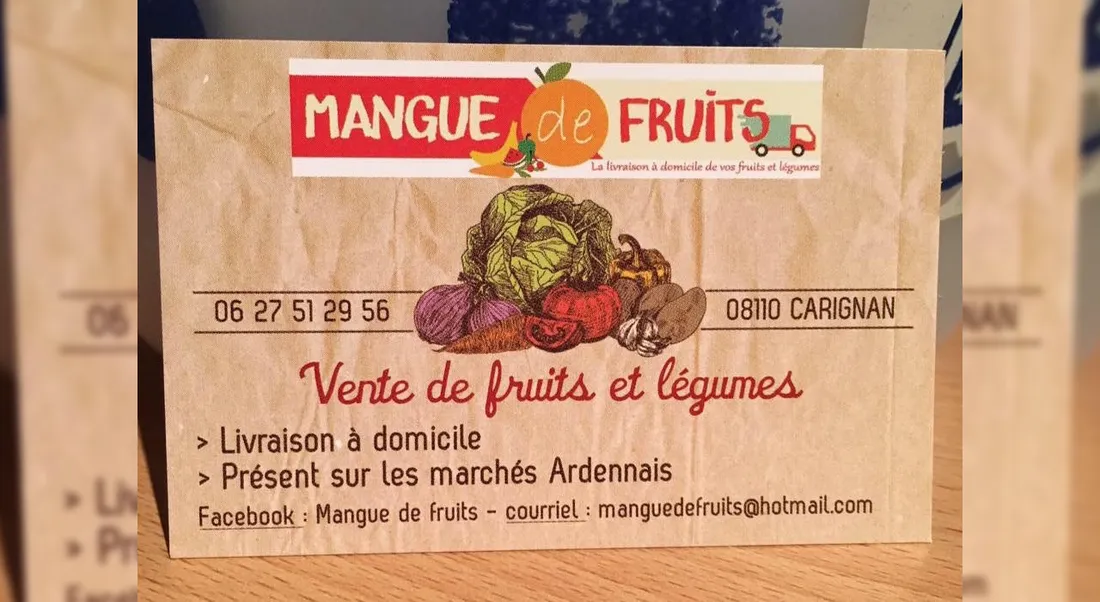 MANGUE de FRUITS
La livraison à domicile de vos fruits et légumes
06 27 51 29 56
08110 CARIGNAN
Vente de fruits et légumes
> Livraison à domicile
> Présent sur les marchés Ardennais
Facebook : Mangue de fruits - courriel : manguedefruits@hotmail.com